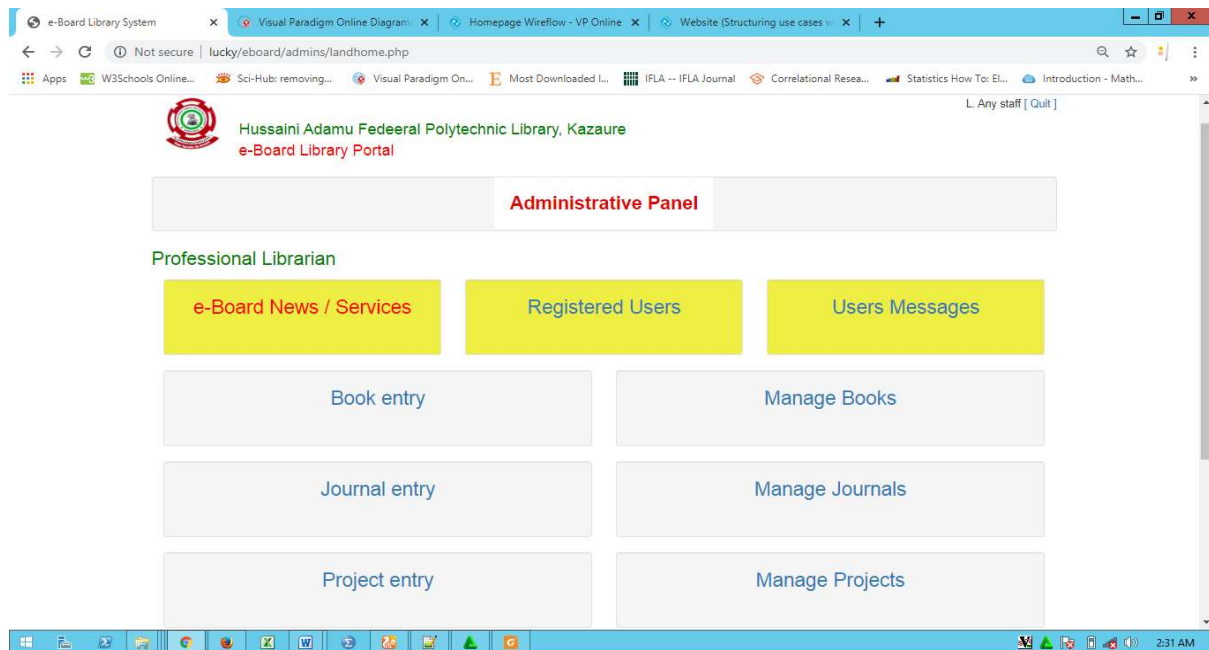 e-Board Library System Visual Paradigm Online Diagram Homepage Wireflow - VP Online Website (Structuring use cases w
Not secure lucky/eboard/admins/landhome.php
Apps W3Schools Online... Sci-Hub: removing... Visual Paradigm On... Most Downloaded I... IFLA -- IFLA Journal Correlational Resea... Statistics How To: El... Introduction - Math... »
L. Any staff [ Quit ]
Hussaini Adamu Fedeeral Polytechnic Library, Kazaure
e-Board Library Portal
Administrative Panel
Professional Librarian
e-Board News / Services Registered Users Users Messages
Book entry Manage Books
Journal entry Manage Journals
Project entry Manage Projects
2:31 AM